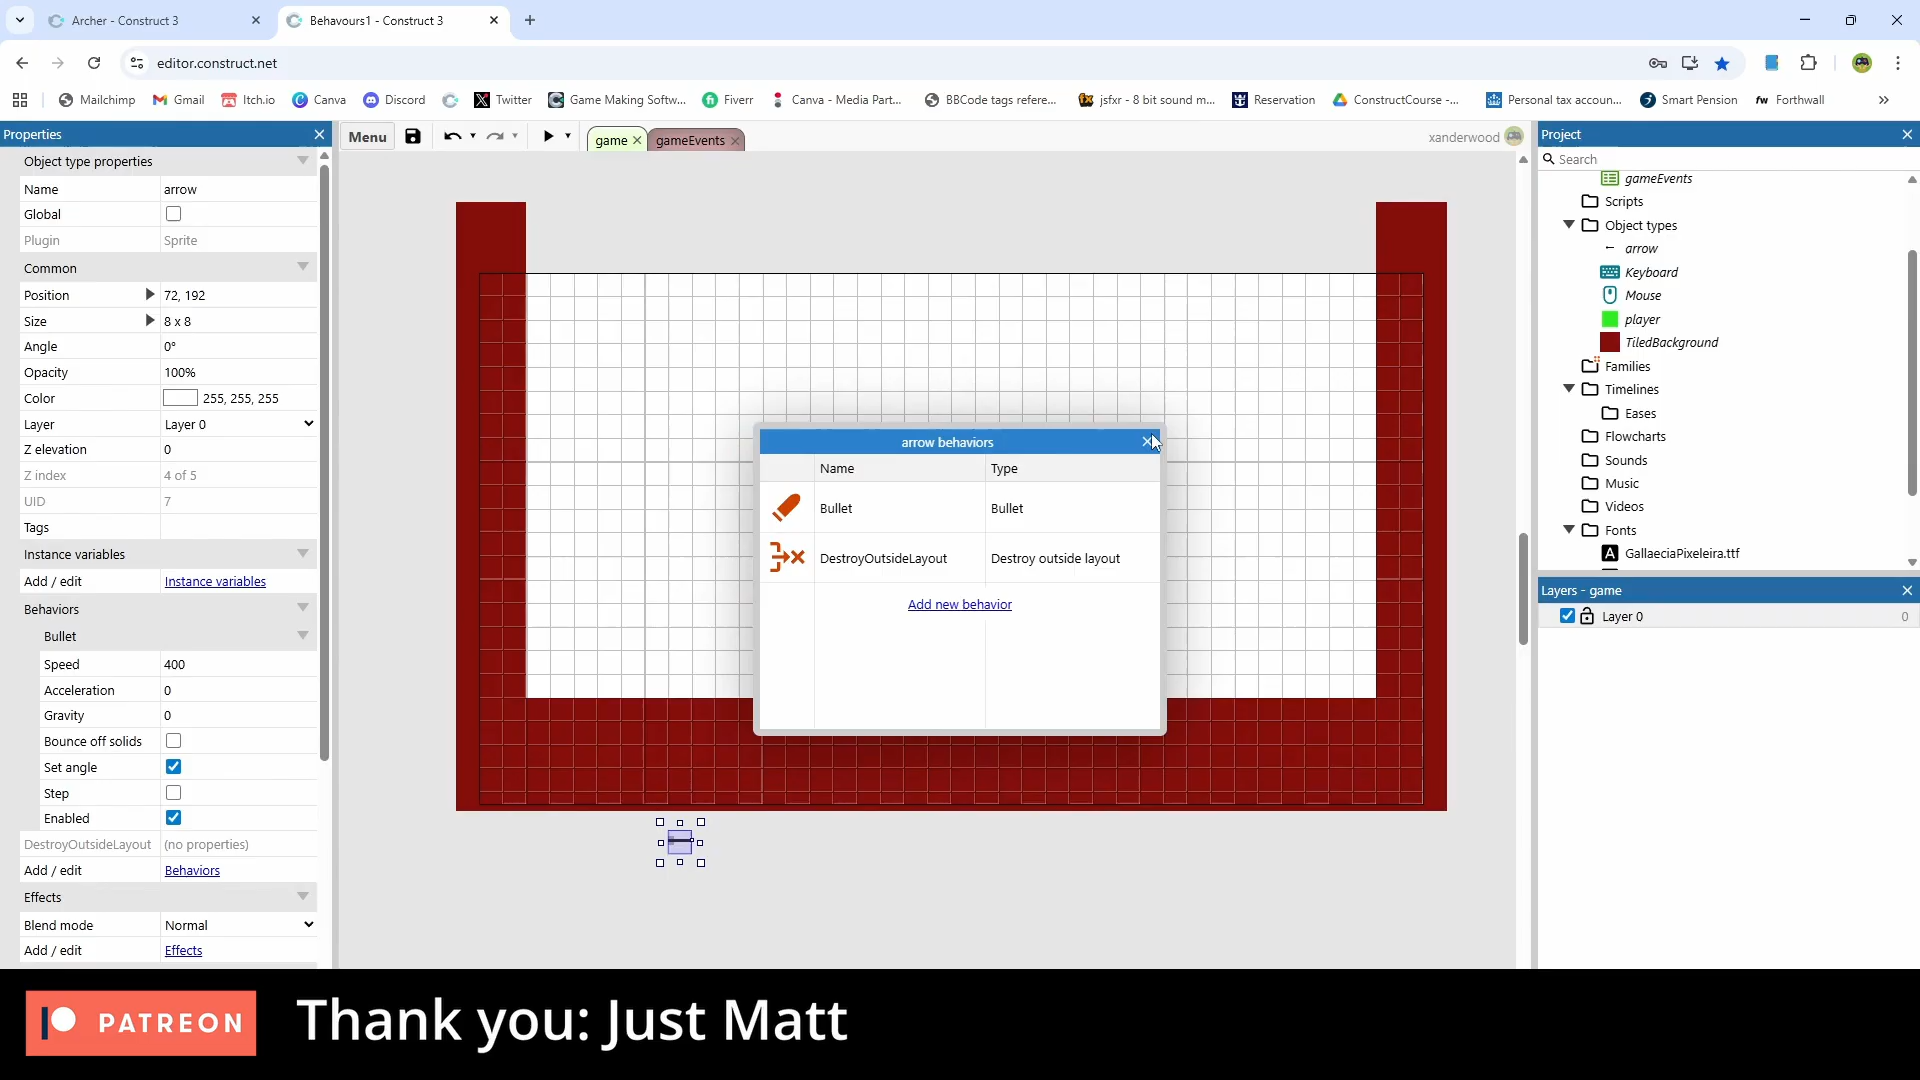 Archer - Construct 3
Behavours1 - Construct 3
editor.construct.net
Mailchimp
Gmail
Itch.io
Canva
Discord
Twitter
Game Making Softw...
Fiverr
Canva - Media Part...
BBCode tags refere...
jsfxr - 8 bit sound m...
Reservation
ConstructCourse -...
Personal tax accoun...
Smart Pension
fw Forthwall
Properties
Menu
game
gameEvents
xanderwood
Project
Search
Object type properties
Name arrow
Global
Plugin Sprite
Common
Position 72, 192
Size 8 x 8
Angle 0°
Opacity 100%
Color 255, 255, 255
Layer Layer 0
Z elevation 0
Z index 4 of 5
UID 7
Tags
Instance variables
Add / edit Instance variables
Behaviors
Bullet
Speed 400
Acceleration 0
Gravity 0
Bounce off solids
Set angle
Step
Enabled
DestroyOutsideLayout (no properties)
Add / edit Behaviors
Effects
Blend mode Normal
Add / edit Effects
arrow behaviors
Name Type
Bullet Bullet
DestroyOutsideLayout Destroy outside layout
Add new behavior
gameEvents
Scripts
Object types
arrow
Keyboard
Mouse
player
TiledBackground
Families
Timelines
Eases
Flowcharts
Sounds
Music
Videos
Fonts
A GallaeciaPixeleira.ttf
Layers - game
Layer 0 0
PATREON
Thank you: Just Matt